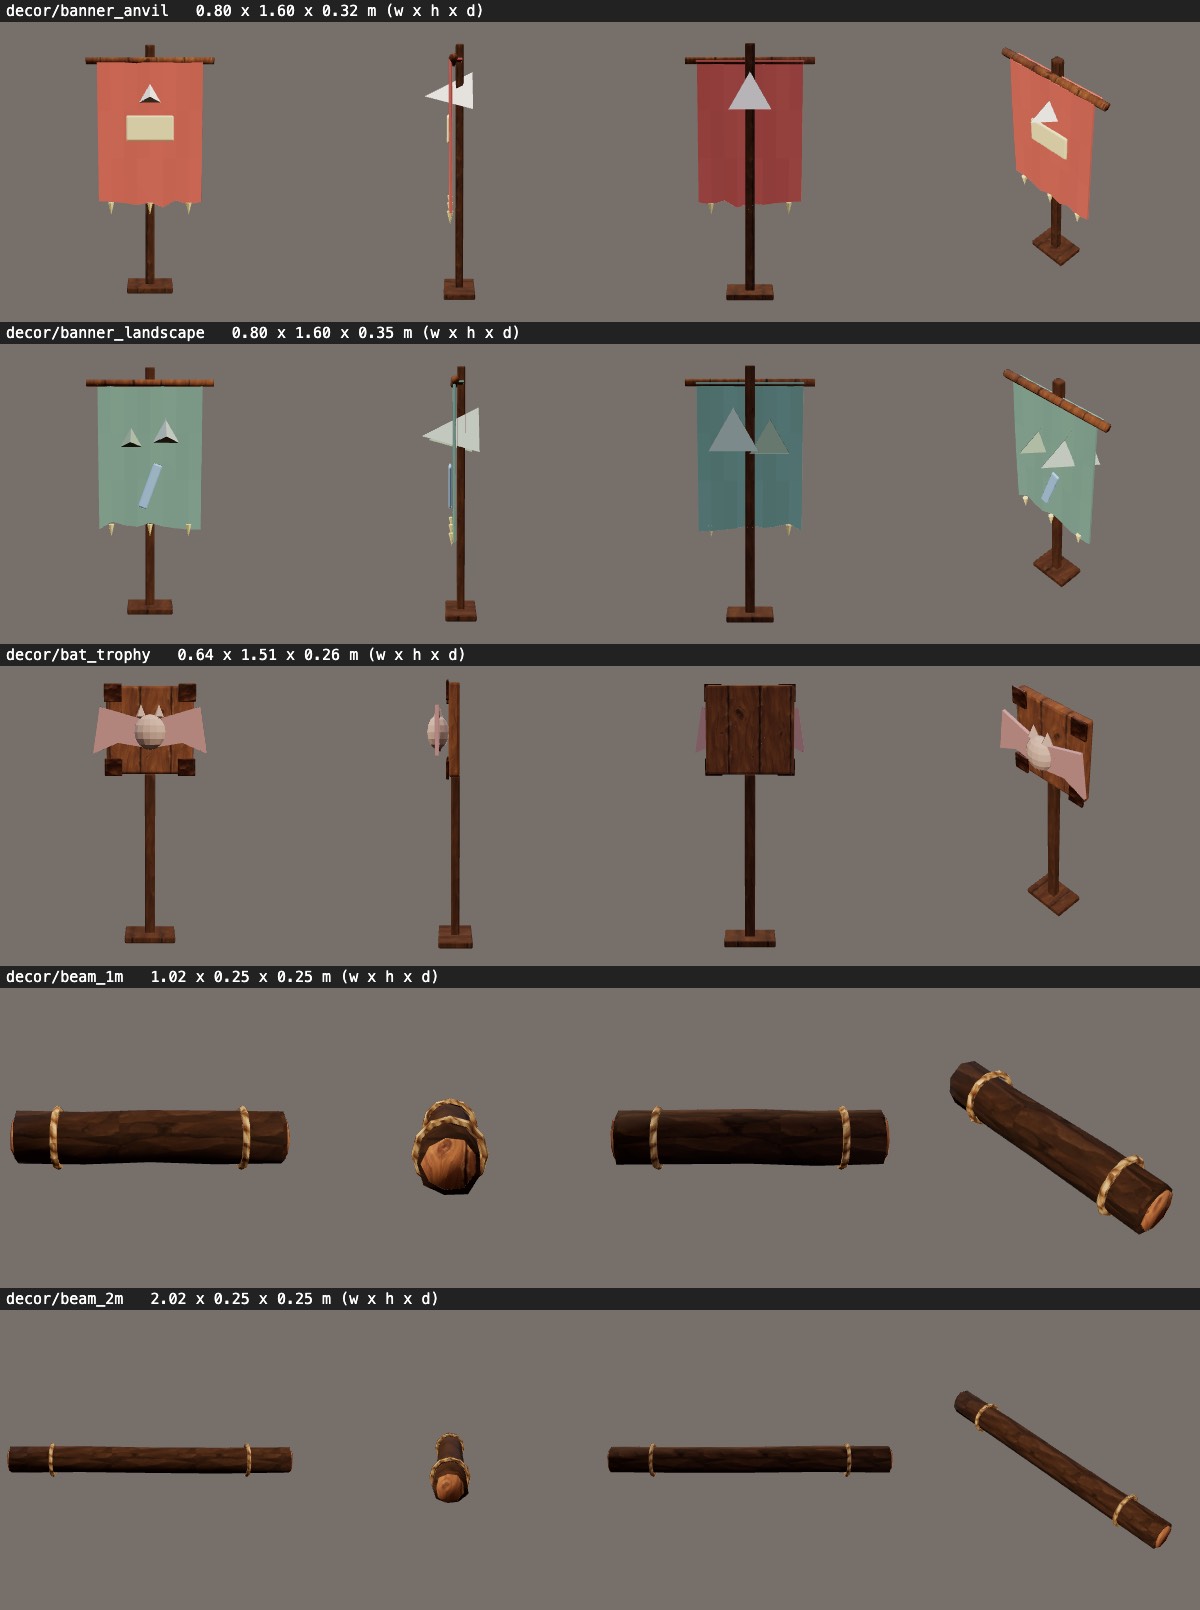 decor/banner_anvil 0.80 x 1.60 x 0.32 m (w x h x d)
decor/banner_landscape 0.80 x 1.60 x 0.35 m (w x h x d)
decor/bat_trophy 0.64 x 1.51 x 0.26 m (w x h x d)
decor/beam_1m 1.02 x 0.25 x 0.25 m (w x h x d)
decor/beam_2m 2.02 x 0.25 x 0.25 m (w x h x d)